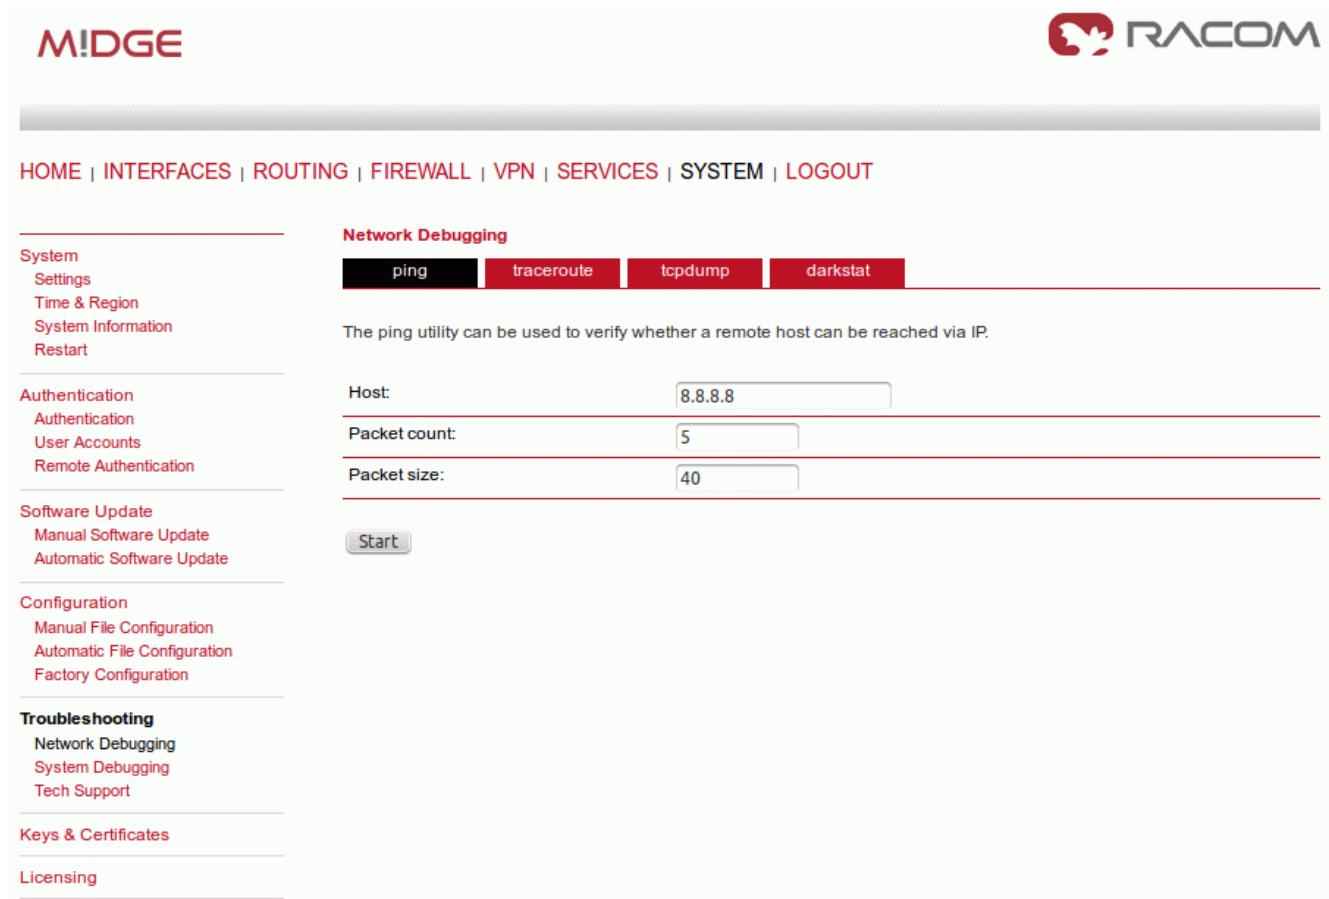 M!DGE
RACOM
HOME | INTERFACES | ROUTING | FIREWALL | VPN | SERVICES | SYSTEM | LOGOUT
System
Settings
Time & Region
System Information
Restart
Authentication
Authentication
User Accounts
Remote Authentication
Software Update
Manual Software Update
Automatic Software Update
Configuration
Manual File Configuration
Automatic File Configuration
Factory Configuration
Troubleshooting
Network Debugging
System Debugging
Tech Support
Keys & Certificates
Licensing
Network Debugging
ping traceroute tcpdump darkstat
The ping utility can be used to verify whether a remote host can be reached via IP.
Host: 8.8.8.8
Packet count: 5
Packet size: 40
Start